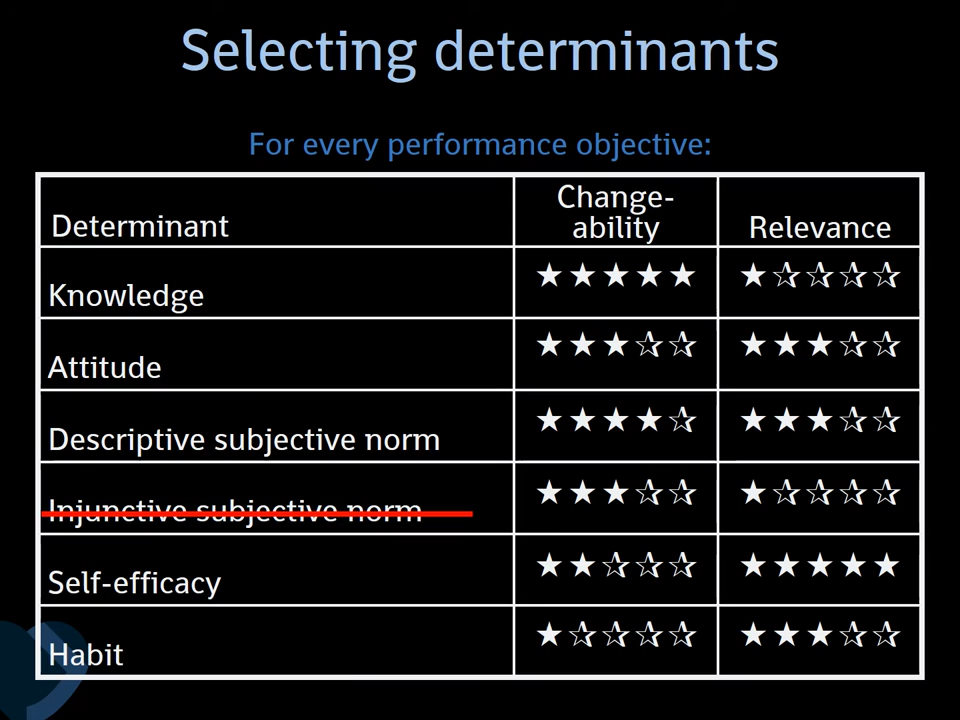 Selecting determinants
For every performance objective:
Determinant Change-ability Relevance
Knowledge ★★★★★ ★☆☆☆☆
Attitude ★★★☆☆ ★★★☆☆
Descriptive subjective norm ★★★★☆ ★★★☆☆
Injunctive subjective norm ★★★☆☆ ★☆☆☆☆
Self-efficacy ★★☆☆☆ ★★★★★
Habit ★☆☆☆☆ ★★★☆☆